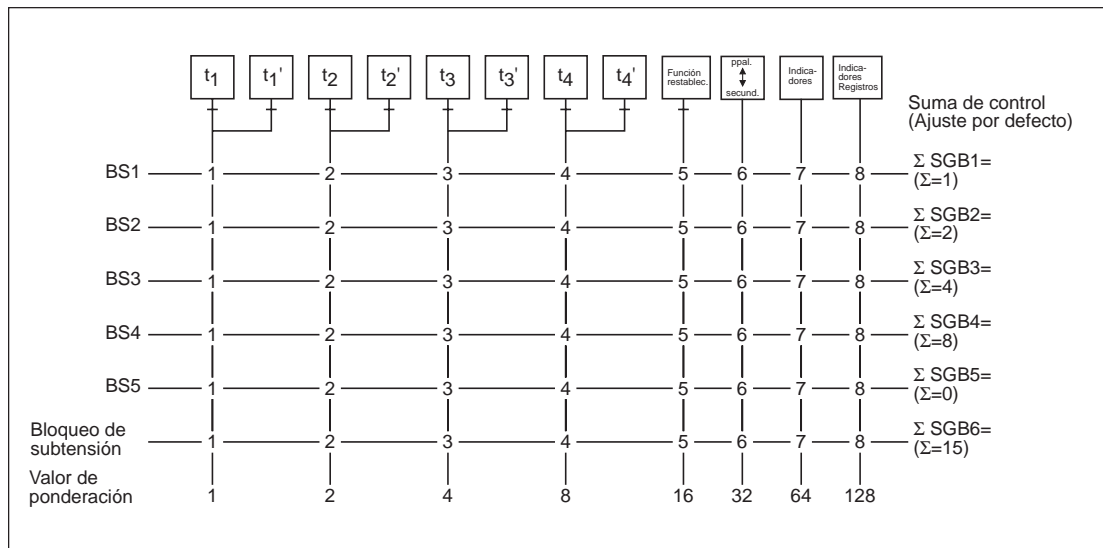 t1 t1' t2 t2' t3 t3' t4 t4' Función restablec. ppal. secund. Indica-dores Indica-dores Registros
Suma de control
(Ajuste por defecto)
BS1 1 2 3 4 5 6 7 8 Σ SGB1=
(Σ=1)
BS2 1 2 3 4 5 6 7 8 Σ SGB2=
(Σ=2)
BS3 1 2 3 4 5 6 7 8 Σ SGB3=
(Σ=4)
BS4 1 2 3 4 5 6 7 8 Σ SGB4=
(Σ=8)
BS5 1 2 3 4 5 6 7 8 Σ SGB5=
(Σ=0)
Bloqueo de
subtensión 1 2 3 4 5 6 7 8 Σ SGB6=
(Σ=15)
Valor de
ponderación 1 2 4 8 16 32 64 128